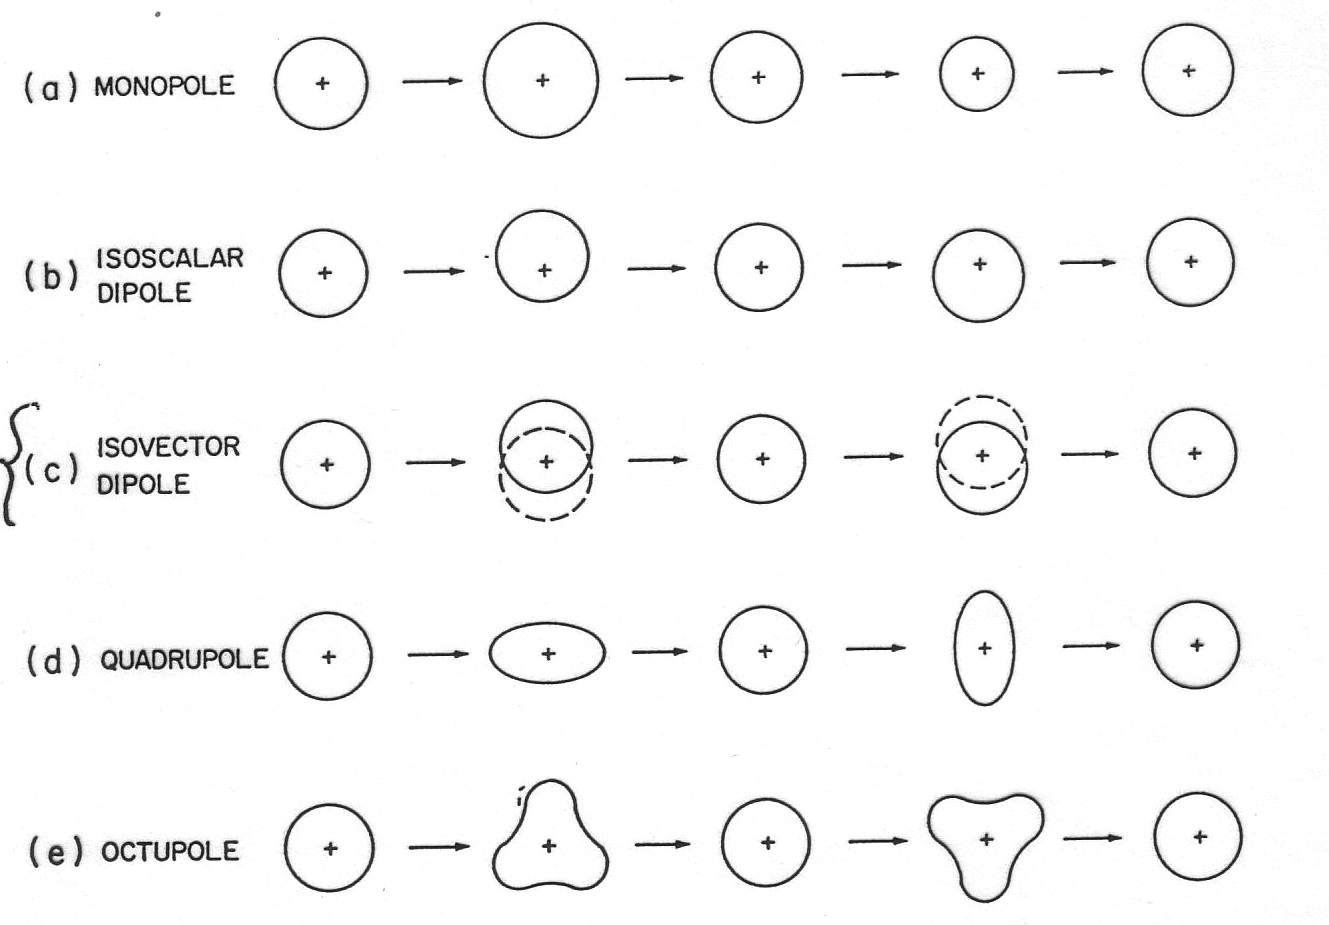 (a) MONOPOLE
(b) ISOSCALAR
DIPOLE
(c) ISOVECTOR
DIPOLE
(d) QUADRUPOLE
(e) OCTUPOLE